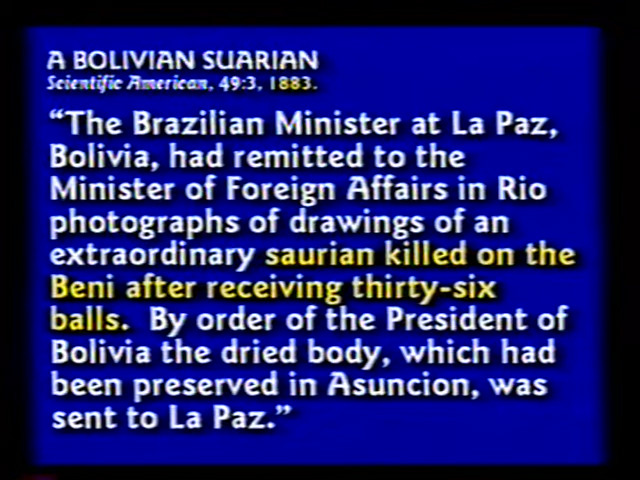 A BOLIVIAN SUARIAN
Scientific American, 49:3, 1883.
“The Brazilian Minister at La Paz,
Bolivia, had remitted to the
Minister of Foreign Affairs in Rio
photographs of drawings of an
extraordinary saurian killed on the
Beni after receiving thirty-six
balls. By order of the President of
Bolivia the dried body, which had
been preserved in Asuncion, was
sent to La Paz.”